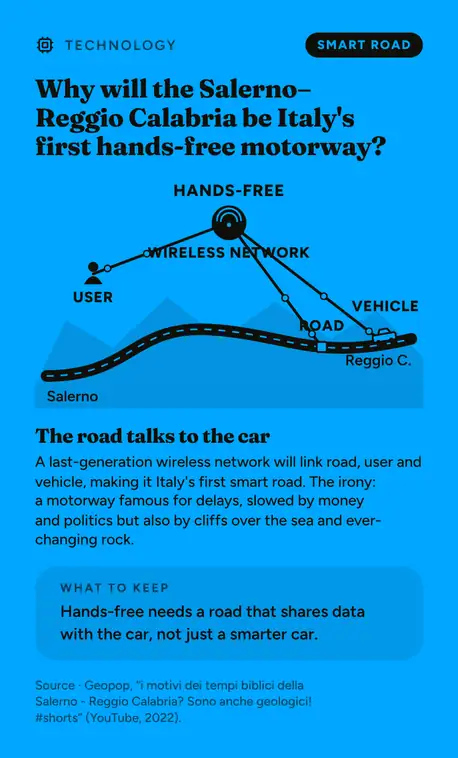 TECHNOLOGY
SMART ROAD
Why will the Salerno–
Reggio Calabria be Italy's
first hands-free motorway?
HANDS-FREE
WIRELESS NETWORK
USER
VEHICLE
ROAD
Reggio C.
Salerno
The road talks to the car
A last-generation wireless network will link road, user and
vehicle, making it Italy's first smart road. The irony:
a motorway famous for delays, slowed by money
and politics but also by cliffs over the sea and ever-
changing rock.
WHAT TO KEEP
Hands-free needs a road that shares data
with the car, not just a smarter car.
Source · Geopop, "i motivi dei tempi biblici della
Salerno - Reggio Calabria? Sono anche geologici!
#shorts" (YouTube, 2022).